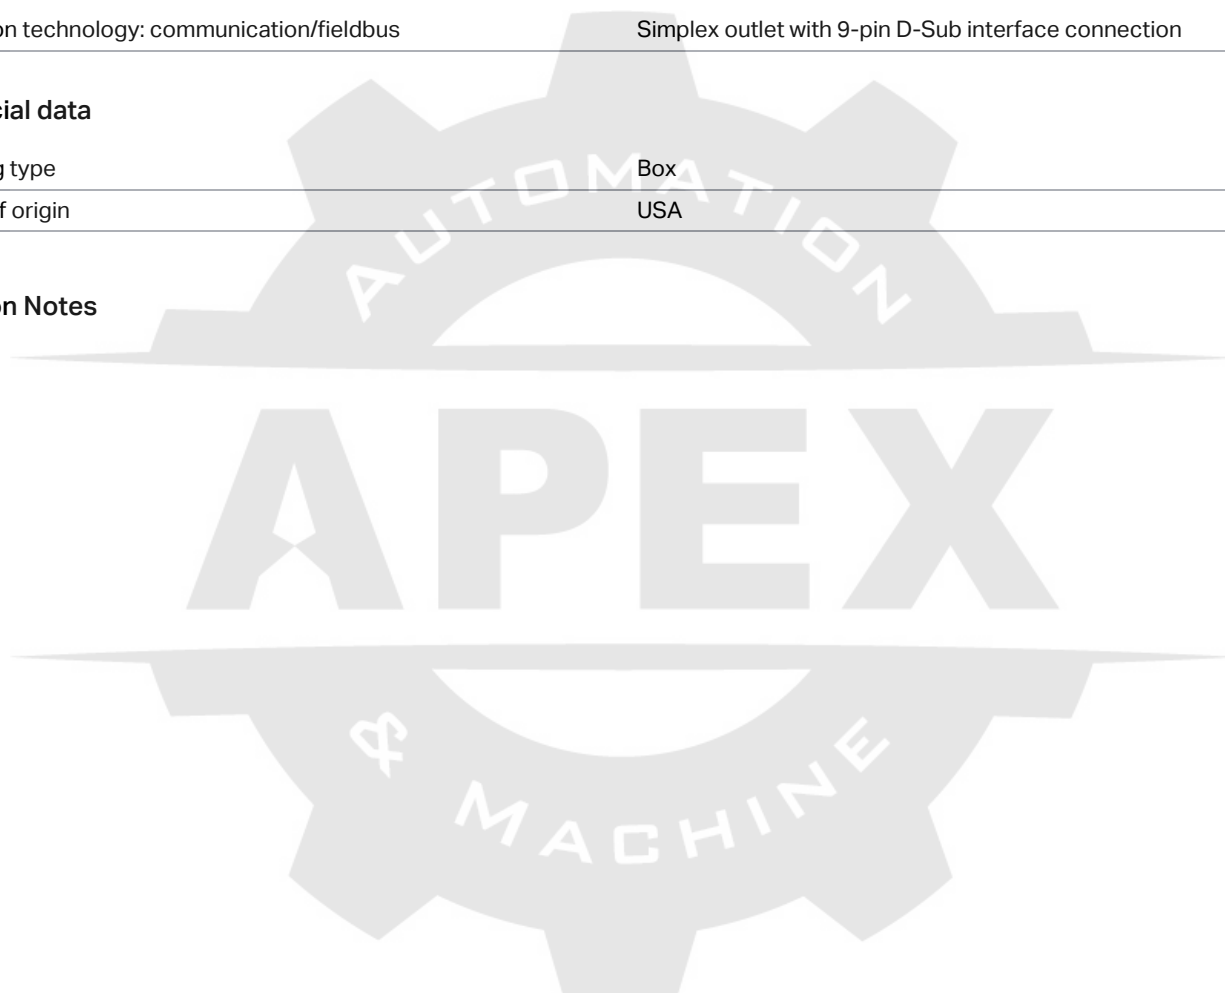 on technology: communication/fieldbus Simplex outlet with 9-pin D-Sub interface connection
cial data
g type Box
f origin USA
on Notes
AUTOMATION
APEX
& MACHINE